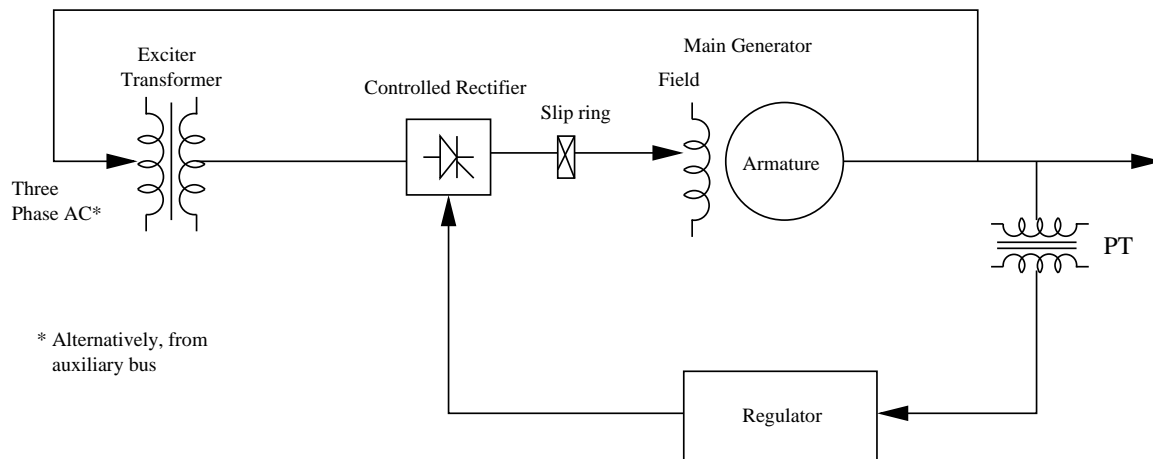 Main Generator
Exciter
Transformer
Controlled Rectifier
Field
Slip ring
Armature
Three
Phase AC*
PT
* Alternatively, from
auxiliary bus
Regulator